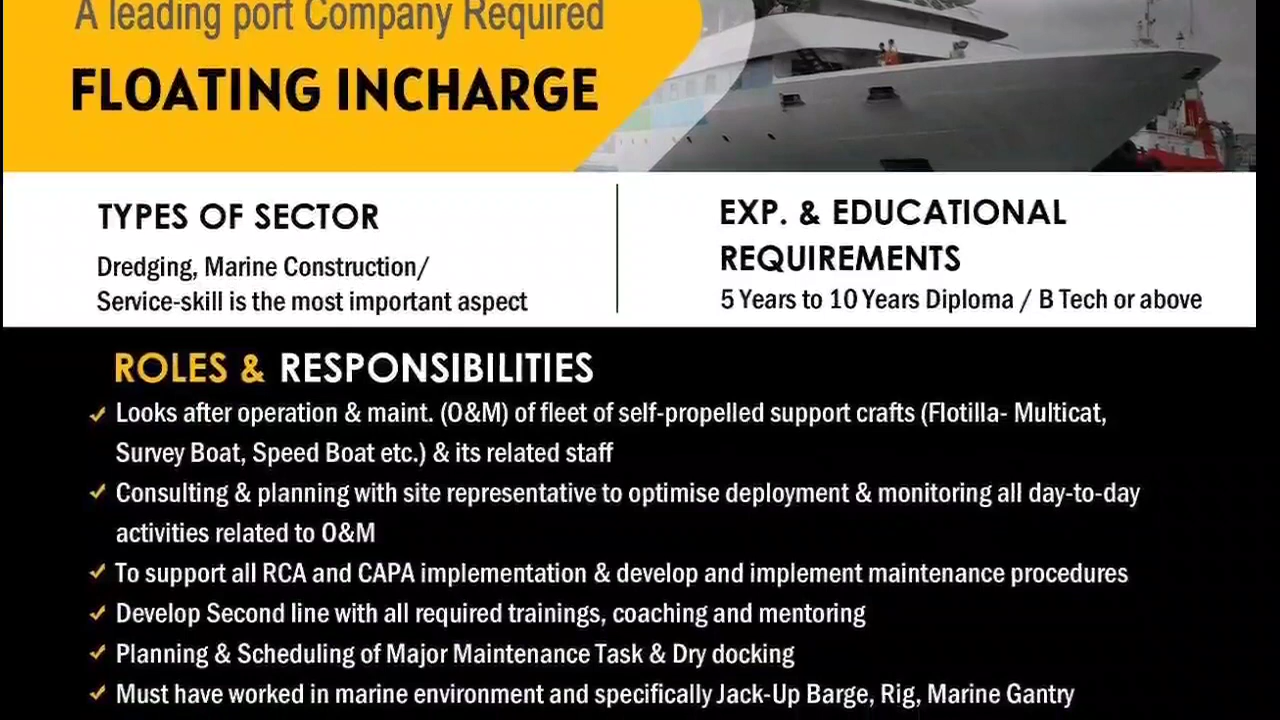 A leading port Company Required
FLOATING INCHARGE
TYPES OF SECTOR
Dredging, Marine Construction/
Service-skill is the most important aspect
EXP. & EDUCATIONAL
REQUIREMENTS
5 Years to 10 Years Diploma / B Tech or above
ROLES & RESPONSIBILITIES
Looks after operation & maint. (O&M) of fleet of self-propelled support crafts (Flotilla- Multicat,
Survey Boat, Speed Boat etc.) & its related staff
Consulting & planning with site representative to optimise deployment & monitoring all day-to-day
activities related to O&M
To support all RCA and CAPA implementation & develop and implement maintenance procedures
Develop Second line with all required trainings, coaching and mentoring
Planning & Scheduling of Major Maintenance Task & Dry docking
Must have worked in marine environment and specifically Jack-Up Barge, Rig, Marine Gantry